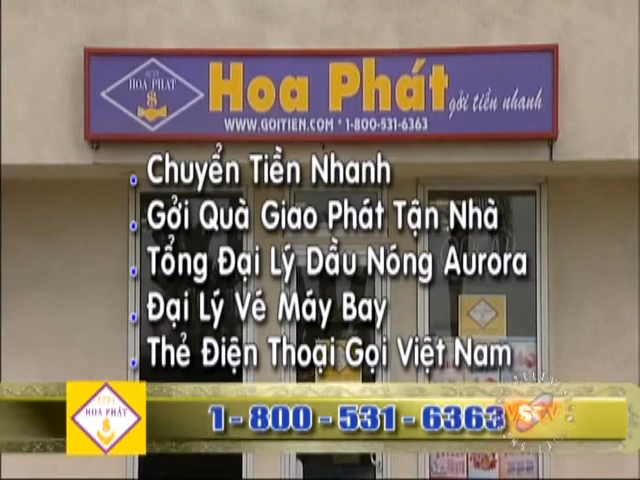 HOA PHÁT
Hoa Phát
gởi tiền nhanh
WWW.GOITIEN.COM * 1-800-531-6363
. Chuyển Tiền Nhanh
. Gởi Quà Giao Phát Tận Nhà
. Tổng Đại Lý Dầu Nóng Aurora
. Đại Lý Vé Máy Bay
. Thẻ Điện Thoại Gọi Việt Nam
HOA PHÁT
1 - 800 - 531 - 6363